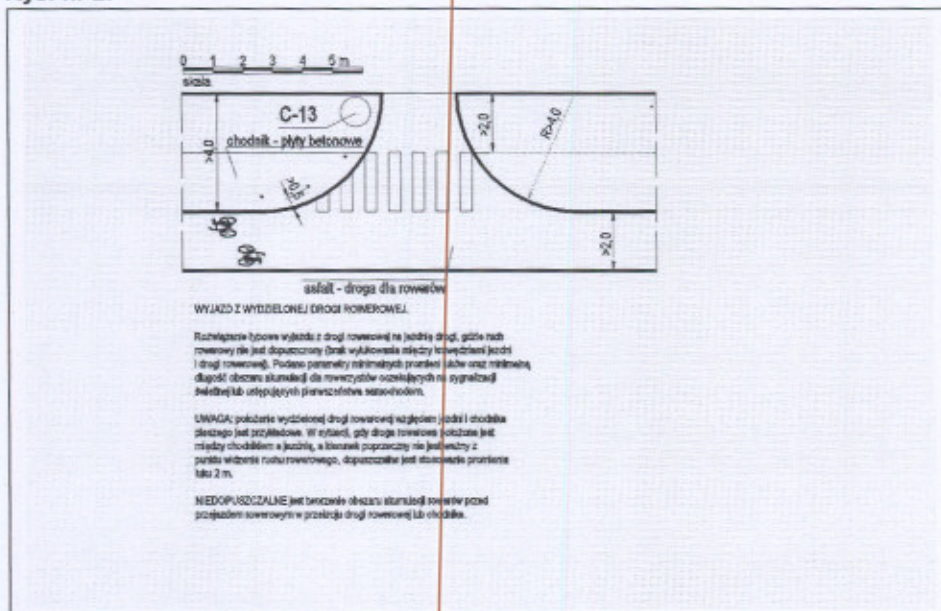 0 1 2 3 4 5 m
skala
C-13
chodnik - płyty betonowe
>4,0
>0,5
>2,0
R>4,0
>2,0
asfalt - droga dla rowerów
WYJAZD Z WYDZIELONEJ DROGI ROWEROWEJ.
Rozwiązanie typowe wyjazdu z drogi rowerowej na jezdnię drogi, gdzie ruch
rowerowy nie jest dopuszczony (brak wyłukowania między krawędziami jezdni
i drogi rowerowej). Podano parametry minimalnych promieni łuków oraz minimalną
długość obszaru akumulacji dla rowerzystów oczekujących na sygnalizacji
świetlnej lub ustępujących pierwszeństwa samochodom.
UWAGA: położenie wydzielonej drogi rowerowej względem jezdni i chodnika
pieszego jest przykładowe. W sytuacji, gdy droga rowerowa położona jest
między chodnikiem a jezdnią, a kierunek poprzeczny nie jest ważny z
punktu widzenia ruchu rowerowego, dopuszczalne jest stosowanie promienia
łuku 2 m.
NIEDOPUSZCZALNE jest tworzenie obszaru akumulacji rowerów przed
przejazdem rowerowym w przekroju drogi rowerowej lub chodnika.